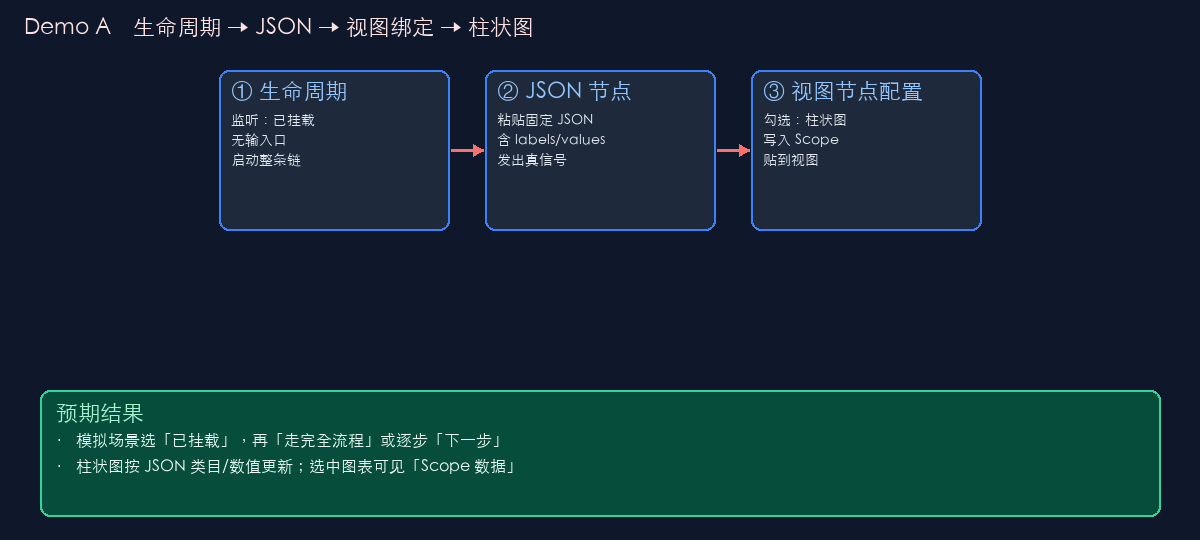 Demo A 生命周期 → JSON → 视图绑定 → 柱状图
① 生命周期
监听：已挂载
无输入口
启动整条链
② JSON 节点
粘贴固定 JSON
含 labels/values
发出真信号
③ 视图节点配置
勾选：柱状图
写入 Scope
贴到视图
预期结果
· 模拟场景选「已挂载」，再「走完全流程」或逐步「下一步」
· 柱状图按 JSON 类目/数值更新；选中图表可见「Scope 数据」